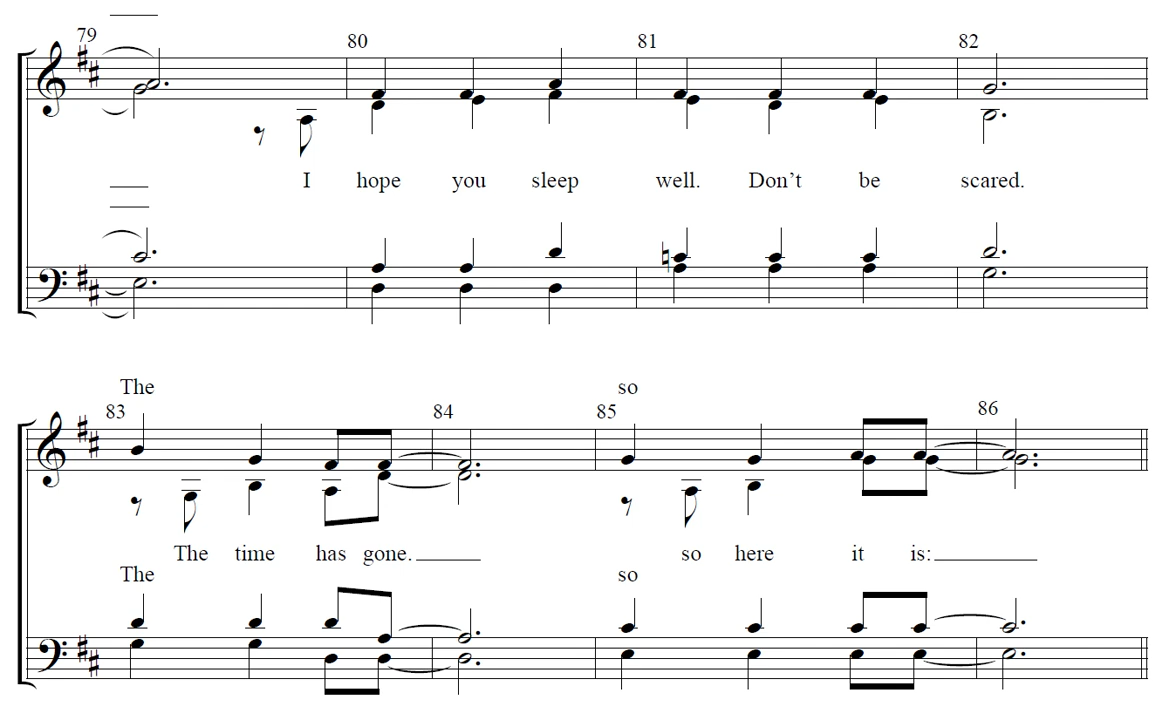 79 80 81 82
I hope you sleep well. Don't be scared.
The so
83 84 85 86
The time has gone. so here it is:
The so